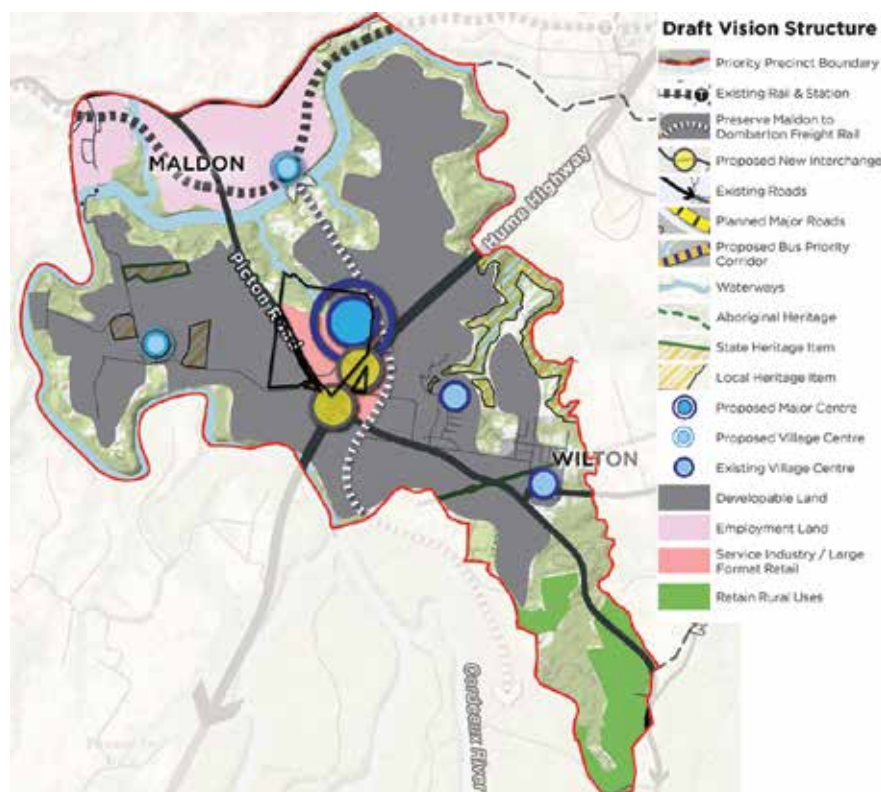 Draft Vision Structure
Priority Precinct Boundary
Existing Rail & Station
T
Preserve Maldon to
Domberton Freight Rail
Proposed New Interchange
Existing Roads
Planned Major Roads
Proposed Bus Priority
Corridor
Waterways
Aboriginal Heritage
State Heritage Item
Local Heritage Item
Proposed Major Centre
Proposed Village Centre
Existing Village Centre
Developable Land
Employment Land
Service Industry / Large
Format Retail
Retain Rural Uses
MALDON
Hume Highway
Picton Road
WILTON
Cordeaux River